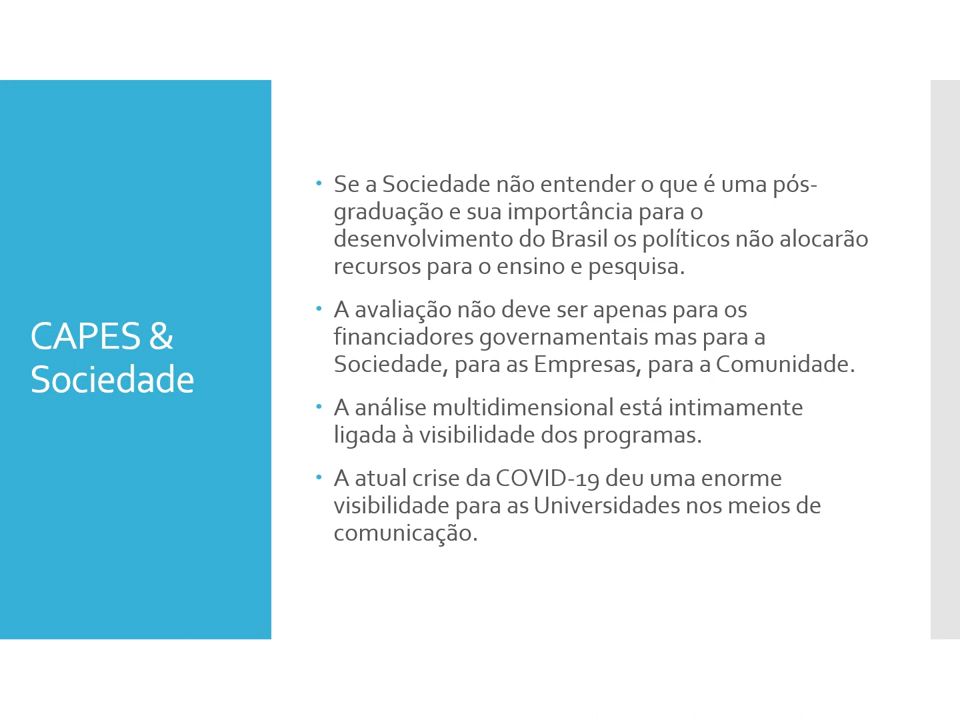 CAPES &
Sociedade
• Se a Sociedade não entender o que é uma pós-
graduação e sua importância para o
desenvolvimento do Brasil os políticos não alocarão
recursos para o ensino e pesquisa.
• A avaliação não deve ser apenas para os
financiadores governamentais mas para a
Sociedade, para as Empresas, para a Comunidade.
• A análise multidimensional está intimamente
ligada à visibilidade dos programas.
• A atual crise da COVID-19 deu uma enorme
visibilidade para as Universidades nos meios de
comunicação.